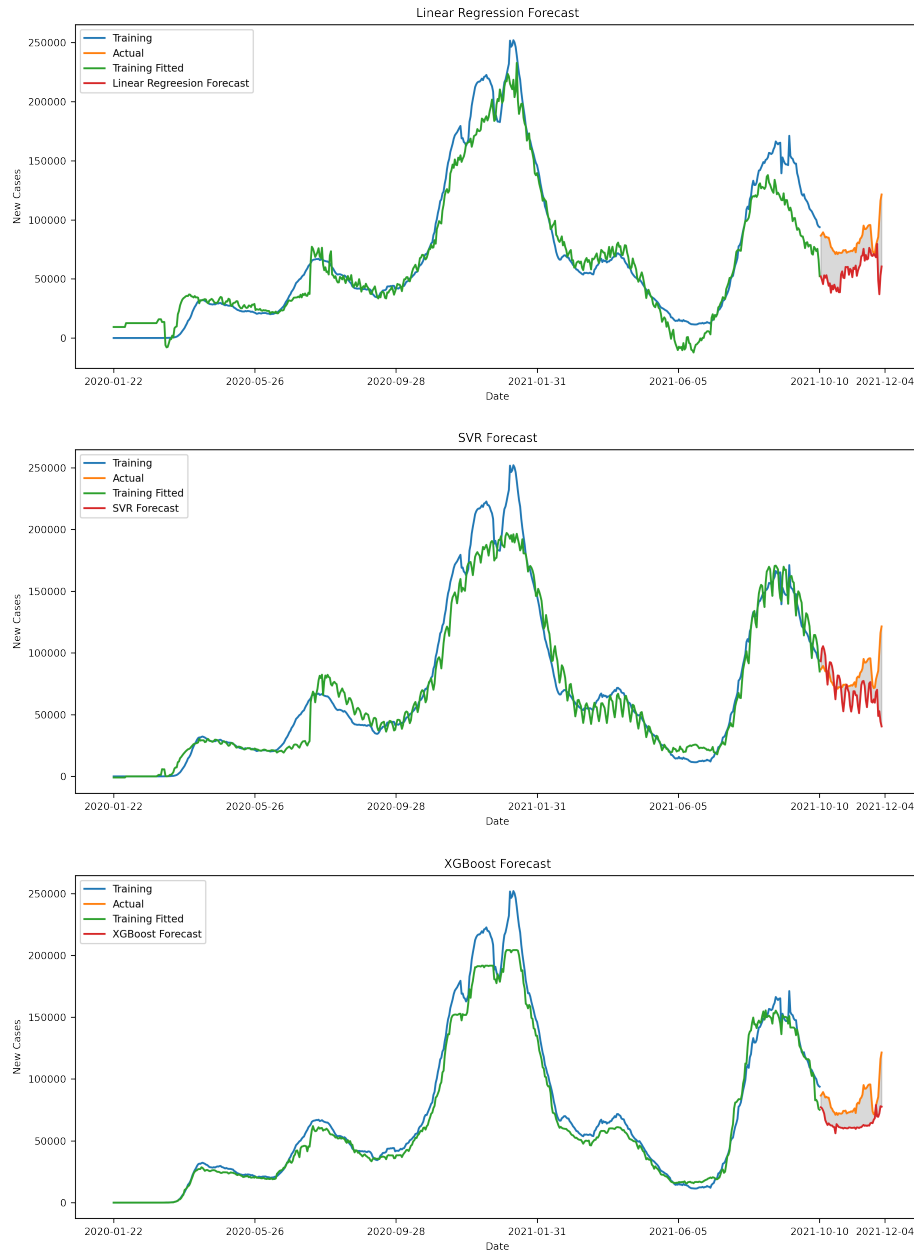 Linear Regression Forecast
Training
Actual
Training Fitted
Linear Regreesion Forecast
250000
200000
150000
100000
50000
0
New Cases
2020-01-22 2020-05-26 2020-09-28 2021-01-31 2021-06-05 2021-10-10 2021-12-04
Date
SVR Forecast
Training
Actual
Training Fitted
SVR Forecast
250000
200000
150000
100000
50000
0
New Cases
2020-01-22 2020-05-26 2020-09-28 2021-01-31 2021-06-05 2021-10-10 2021-12-04
Date
XGBoost Forecast
Training
Actual
Training Fitted
XGBoost Forecast
250000
200000
150000
100000
50000
0
New Cases
2020-01-22 2020-05-26 2020-09-28 2021-01-31 2021-06-05 2021-10-10 2021-12-04
Date